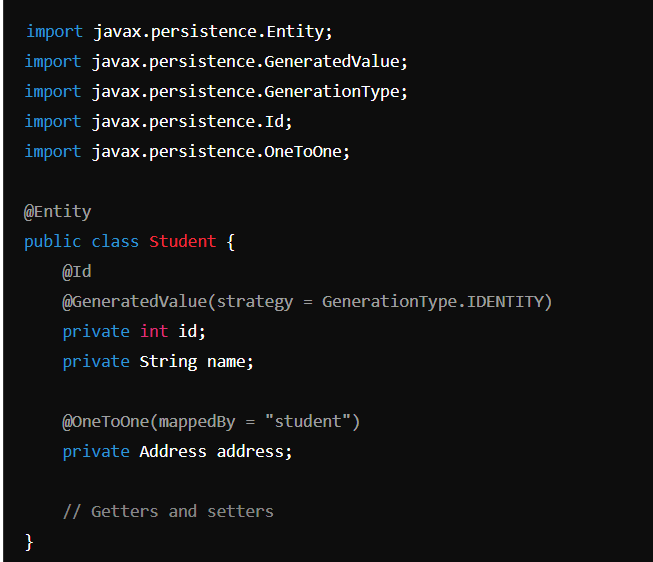 import javax.persistence.Entity;
import javax.persistence.GeneratedValue;
import javax.persistence.GenerationType;
import javax.persistence.Id;
import javax.persistence.OneToOne;
@Entity
public class Student {
@Id
@GeneratedValue(strategy = GenerationType.IDENTITY)
private int id;
private String name;
@OneToOne(mappedBy = "student")
private Address address;
// Getters and setters
}